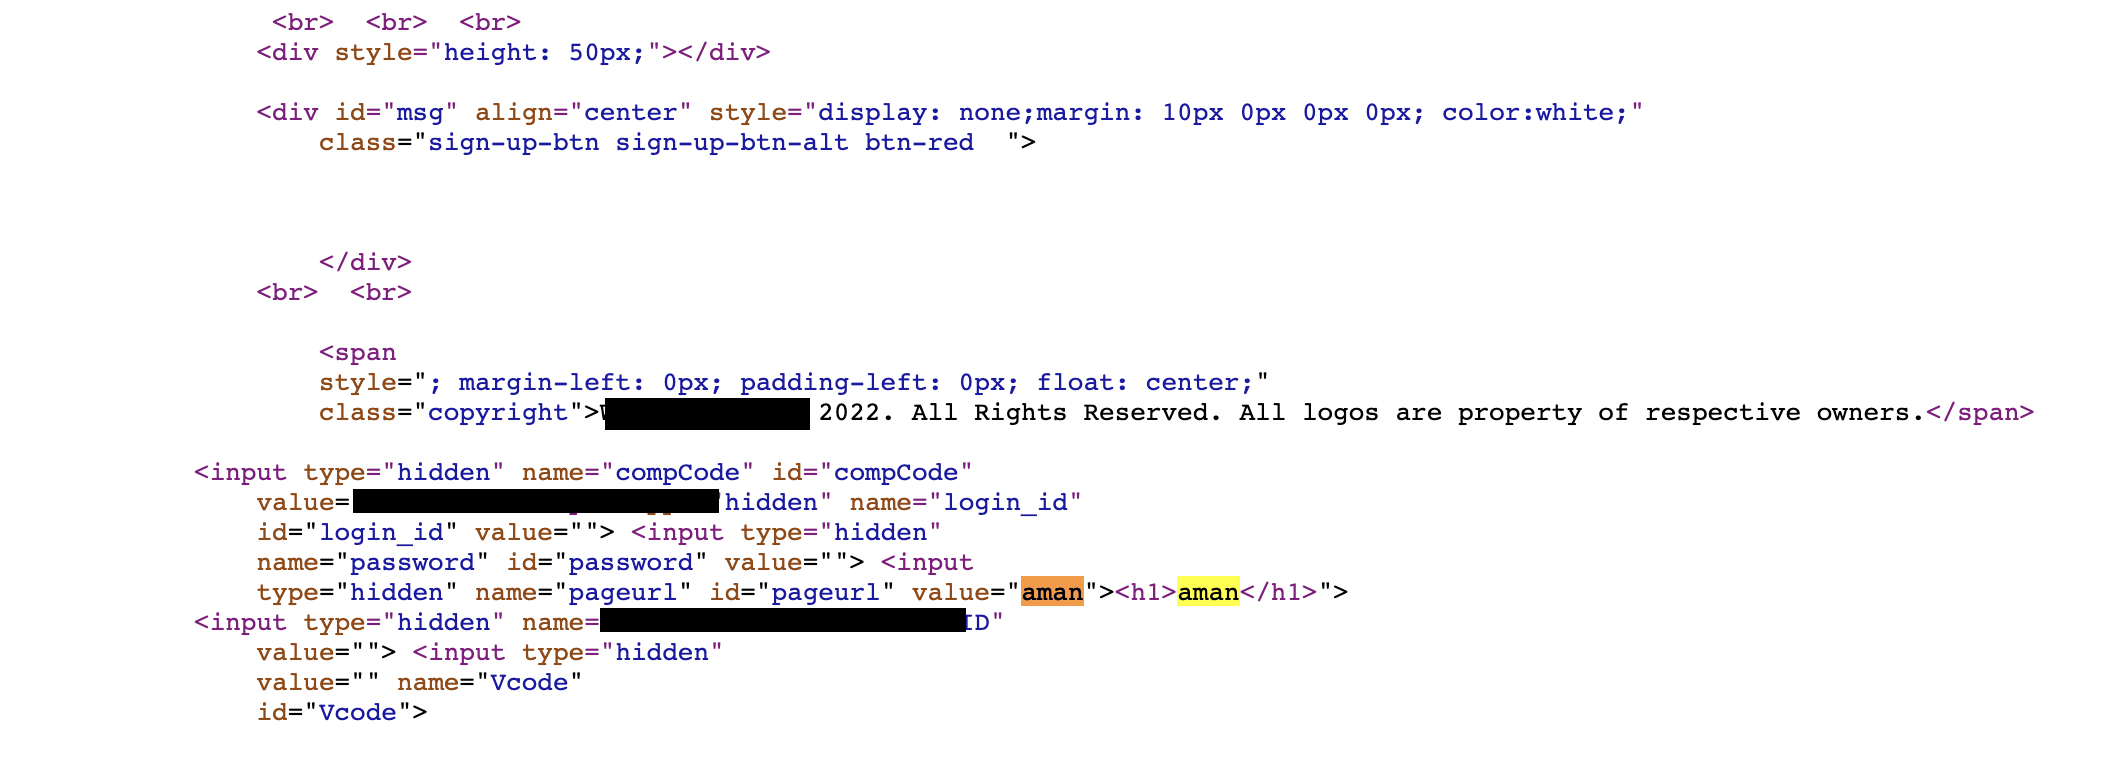 <br>  <br>  <br>
<div style="height: 50px;"></div>
<div id="msg" align="center" style="display: none;margin: 10px 0px 0px 0px; color:white;"
class="sign-up-btn sign-up-btn-alt btn-red  ">
</div>
<br>  <br>
<span
style="; margin-left: 0px; padding-left: 0px; float: center;"
class="copyright"> 2022. All Rights Reserved. All logos are property of respective owners.</span>
<input type="hidden" name="compCode" id="compCode"
value= hidden" name="login_id"
id="login_id" value=""> <input type="hidden"
name="password" id="password" value=""> <input
type="hidden" name="pageurl" id="pageurl" value="aman"><h1>aman</h1>">
<input type="hidden" name= ID"
value=""> <input type="hidden"
value="" name="Vcode"
id="Vcode">